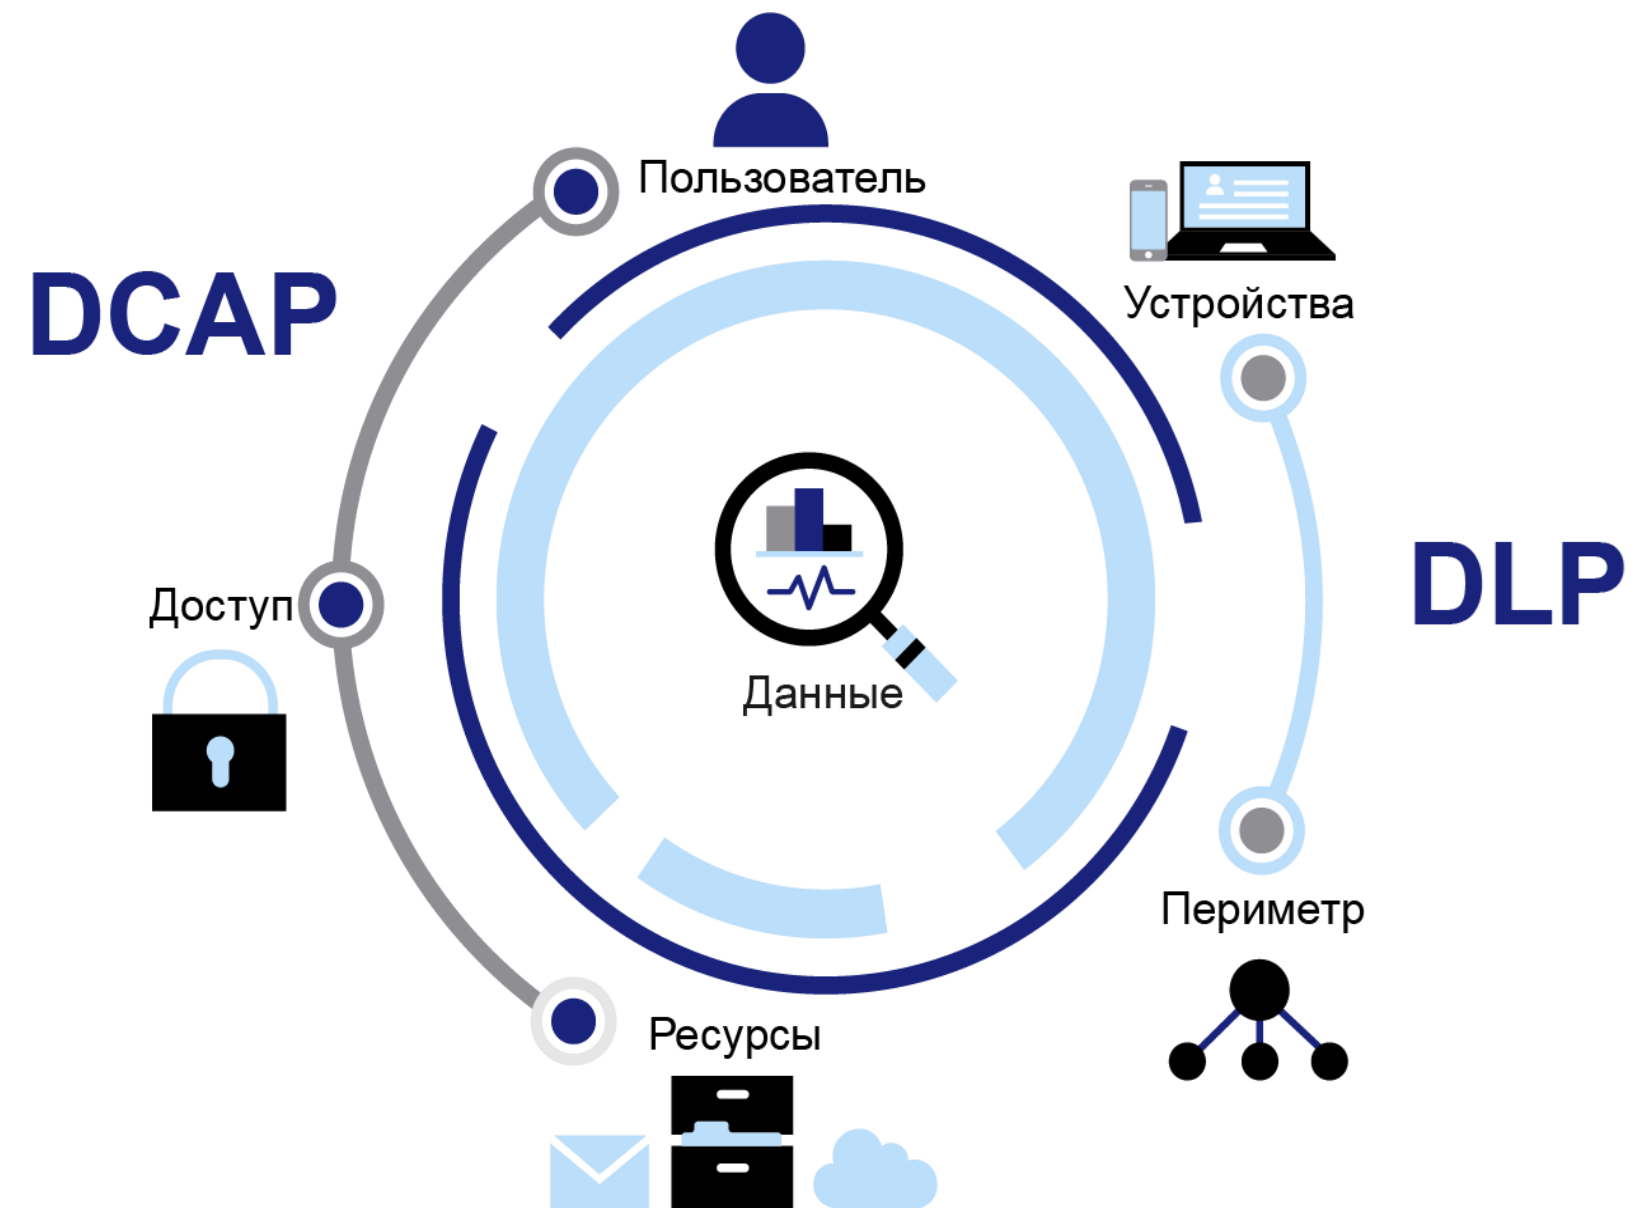 Пользователь
Устройства
DCAP
DLP
Доступ
Данные
Периметр
Ресурсы